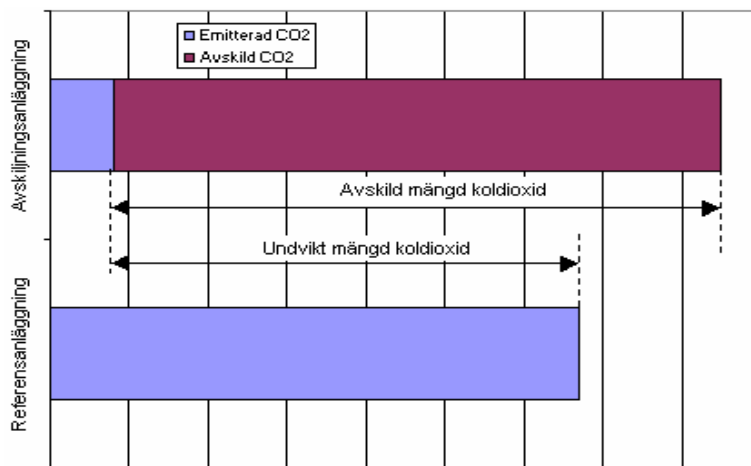 Emitterad CO2
Avskild CO2
Avskiljningsanläggning
Avskild mängd koldioxid
Undvikt mängd koldioxid
Referensanläggning